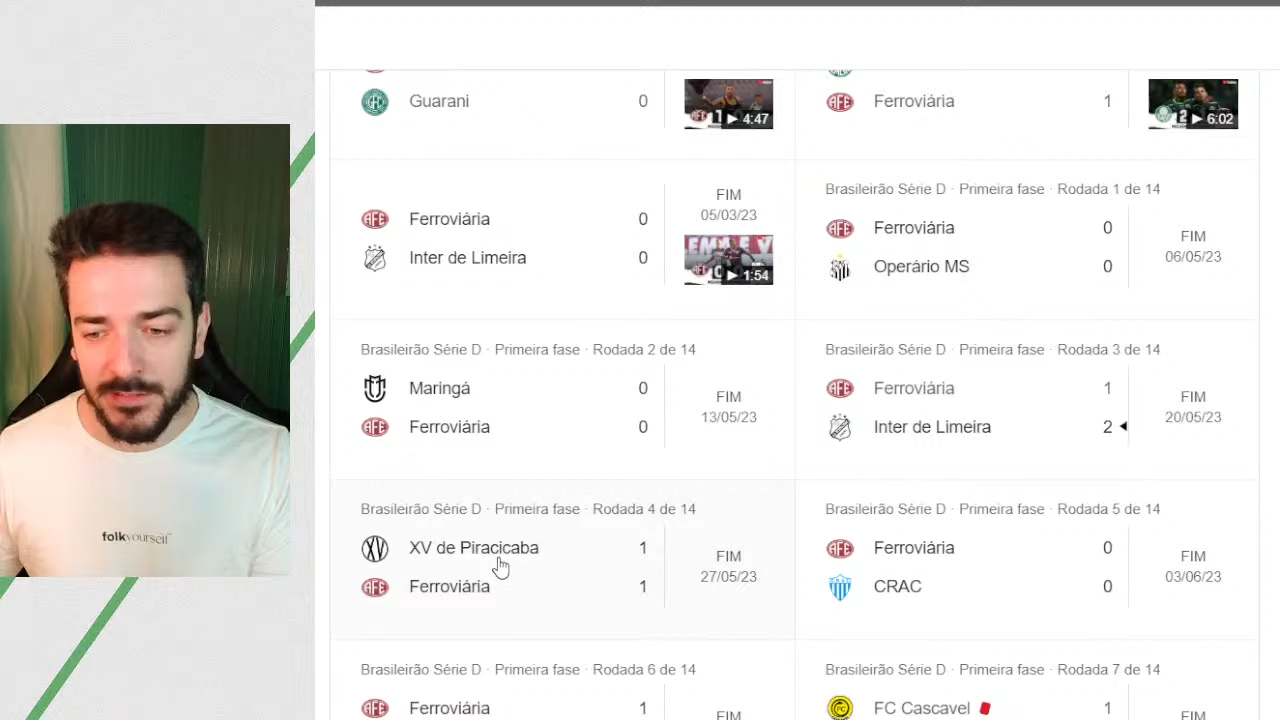 Guarani 0
4:47
Ferroviária 1
2 6:02
Ferroviária 0
Inter de Limeira 0
FIM
05/03/23
1:54
Brasileirão Série D · Primeira fase · Rodada 1 de 14
Ferroviária 0
Operário MS 0
FIM
06/05/23
Brasileirão Série D · Primeira fase · Rodada 2 de 14
Maringá 0
Ferroviária 0
FIM
13/05/23
Brasileirão Série D · Primeira fase · Rodada 3 de 14
Ferroviária 1
Inter de Limeira 2
FIM
20/05/23
Brasileirão Série D · Primeira fase · Rodada 4 de 14
XV XV de Piracicaba 1
Ferroviária 1
FIM
27/05/23
Brasileirão Série D · Primeira fase · Rodada 5 de 14
Ferroviária 0
CRAC 0
FIM
03/06/23
Brasileirão Série D · Primeira fase · Rodada 6 de 14
Ferroviária 1
FIM
Brasileirão Série D · Primeira fase · Rodada 7 de 14
FC Cascavel 1
FIM
folkyourself